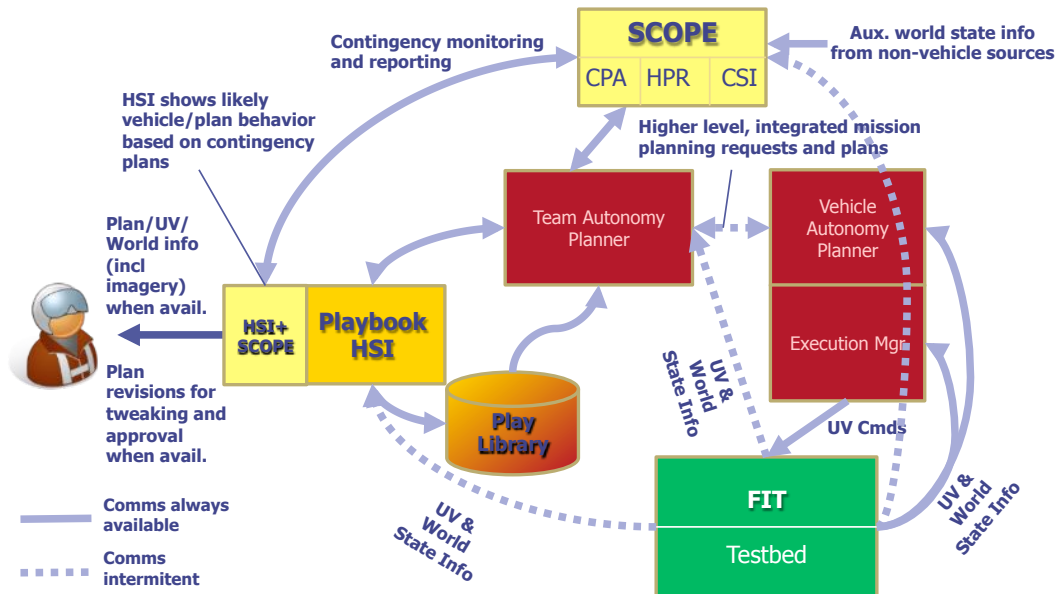 SCOPE
CPA HPR CSI
Contingency monitoring
and reporting
Aux. world state info
from non-vehicle sources
HSI shows likely
vehicle/plan behavior
based on contingency
plans
Higher level, integrated mission
planning requests and plans
Team Autonomy
Planner
Vehicle
Autonomy
Planner
Execution Mgr
Plan/UV/
World info
(incl
imagery)
when avail.
HSI+
SCOPE
Playbook
HSI
Plan
revisions for
tweaking and
approval
when avail.
Play
Library
UV &
World
State Info
UV Cmds
FIT
Testbed
UV &
World
State Info
UV &
World
State Info
Comms always
available
Comms
intermitent